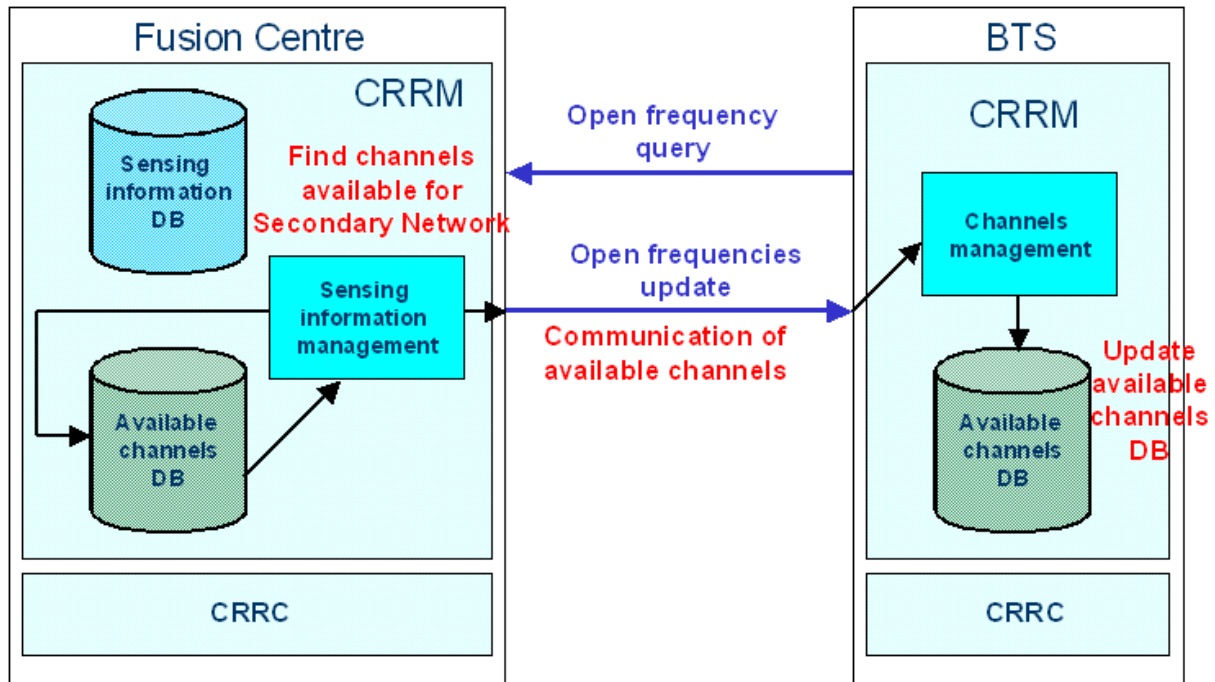 Fusion Centre
CRRM
Sensing
information
DB
Find channels
available for
Secondary Network
Sensing
information
management
Available
channels
DB
CRRC
Open frequency
query
Open frequencies
update
Communication of
available channels
BTS
CRRM
Channels
management
Available
channels
DB
Update
available
channels
DB
CRRC